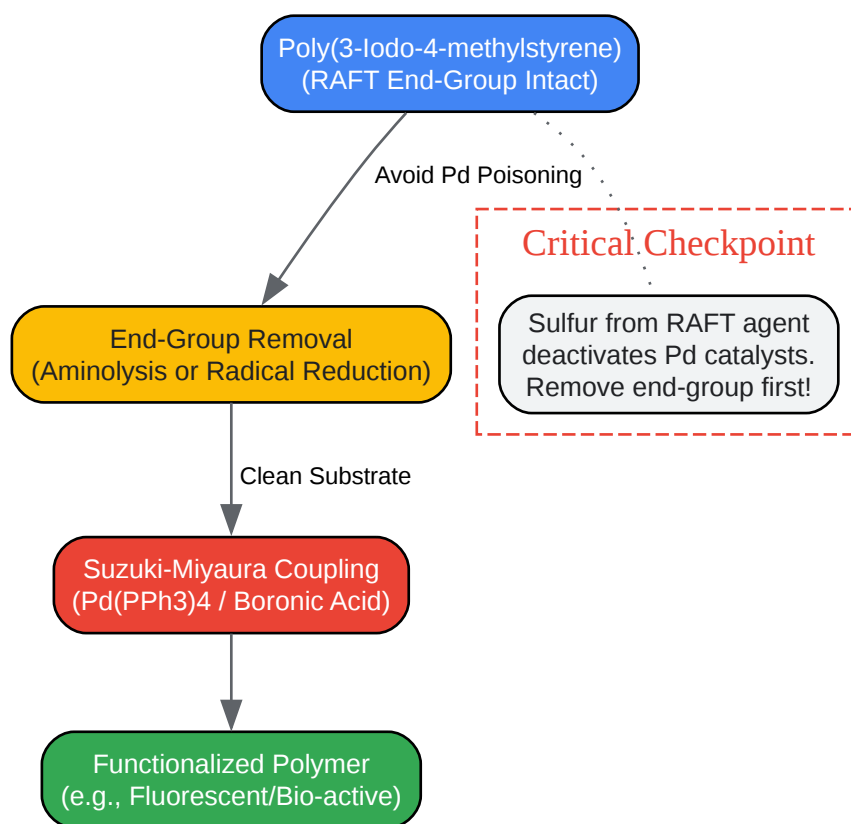 Poly(3-Iodo-4-methylstyrene)
(RAFT End-Group Intact)
Avoid Pd Poisoning
Critical Checkpoint
Sulfur from RAFT agent
deactivates Pd catalysts.
Remove end-group first!
End-Group Removal
(Aminolysis or Radical Reduction)
Clean Substrate
Suzuki-Miyaura Coupling
(Pd(PPh3)4 / Boronic Acid)
Functionalized Polymer
(e.g., Fluorescent/Bio-active)